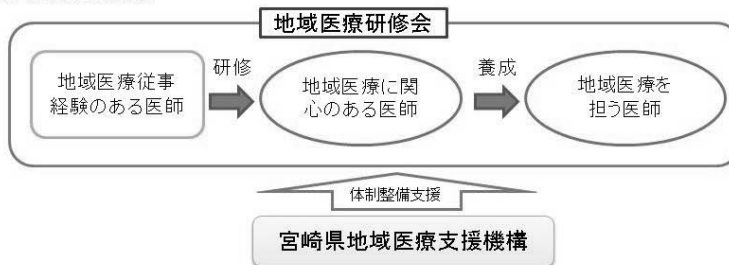 地域医療研修会
地域医療従事
経験のある医師
研修
地域医療に関
心のある医師
養成
地域医療を
担う医師
体制整備支援
宮崎県地域医療支援機構